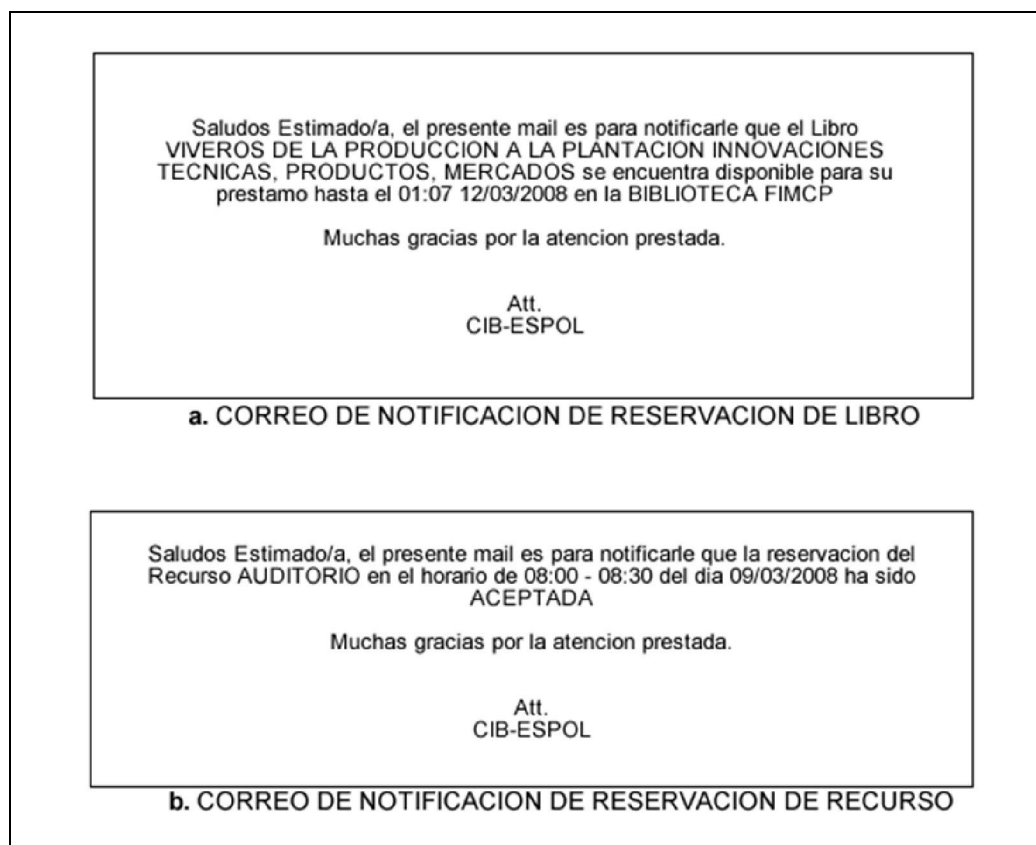 Saludos Estimado/a, el presente mail es para notificarle que el Libro
VIVEROS DE LA PRODUCCION A LA PLANTACION INNOVACIONES
TECNICAS, PRODUCTOS, MERCADOS se encuentra disponible para su
prestamo hasta el 01:07 12/03/2008 en la BIBLIOTECA FIMCP
Muchas gracias por la atencion prestada.
Att.
CIB-ESPOL
a. CORREO DE NOTIFICACION DE RESERVACION DE LIBRO
Saludos Estimado/a, el presente mail es para notificarle que la reservacion del
Recurso AUDITORIO en el horario de 08:00 - 08:30 del dia 09/03/2008 ha sido
ACEPTADA
Muchas gracias por la atencion prestada.
Att.
CIB-ESPOL
b. CORREO DE NOTIFICACION DE RESERVACION DE RECURSO